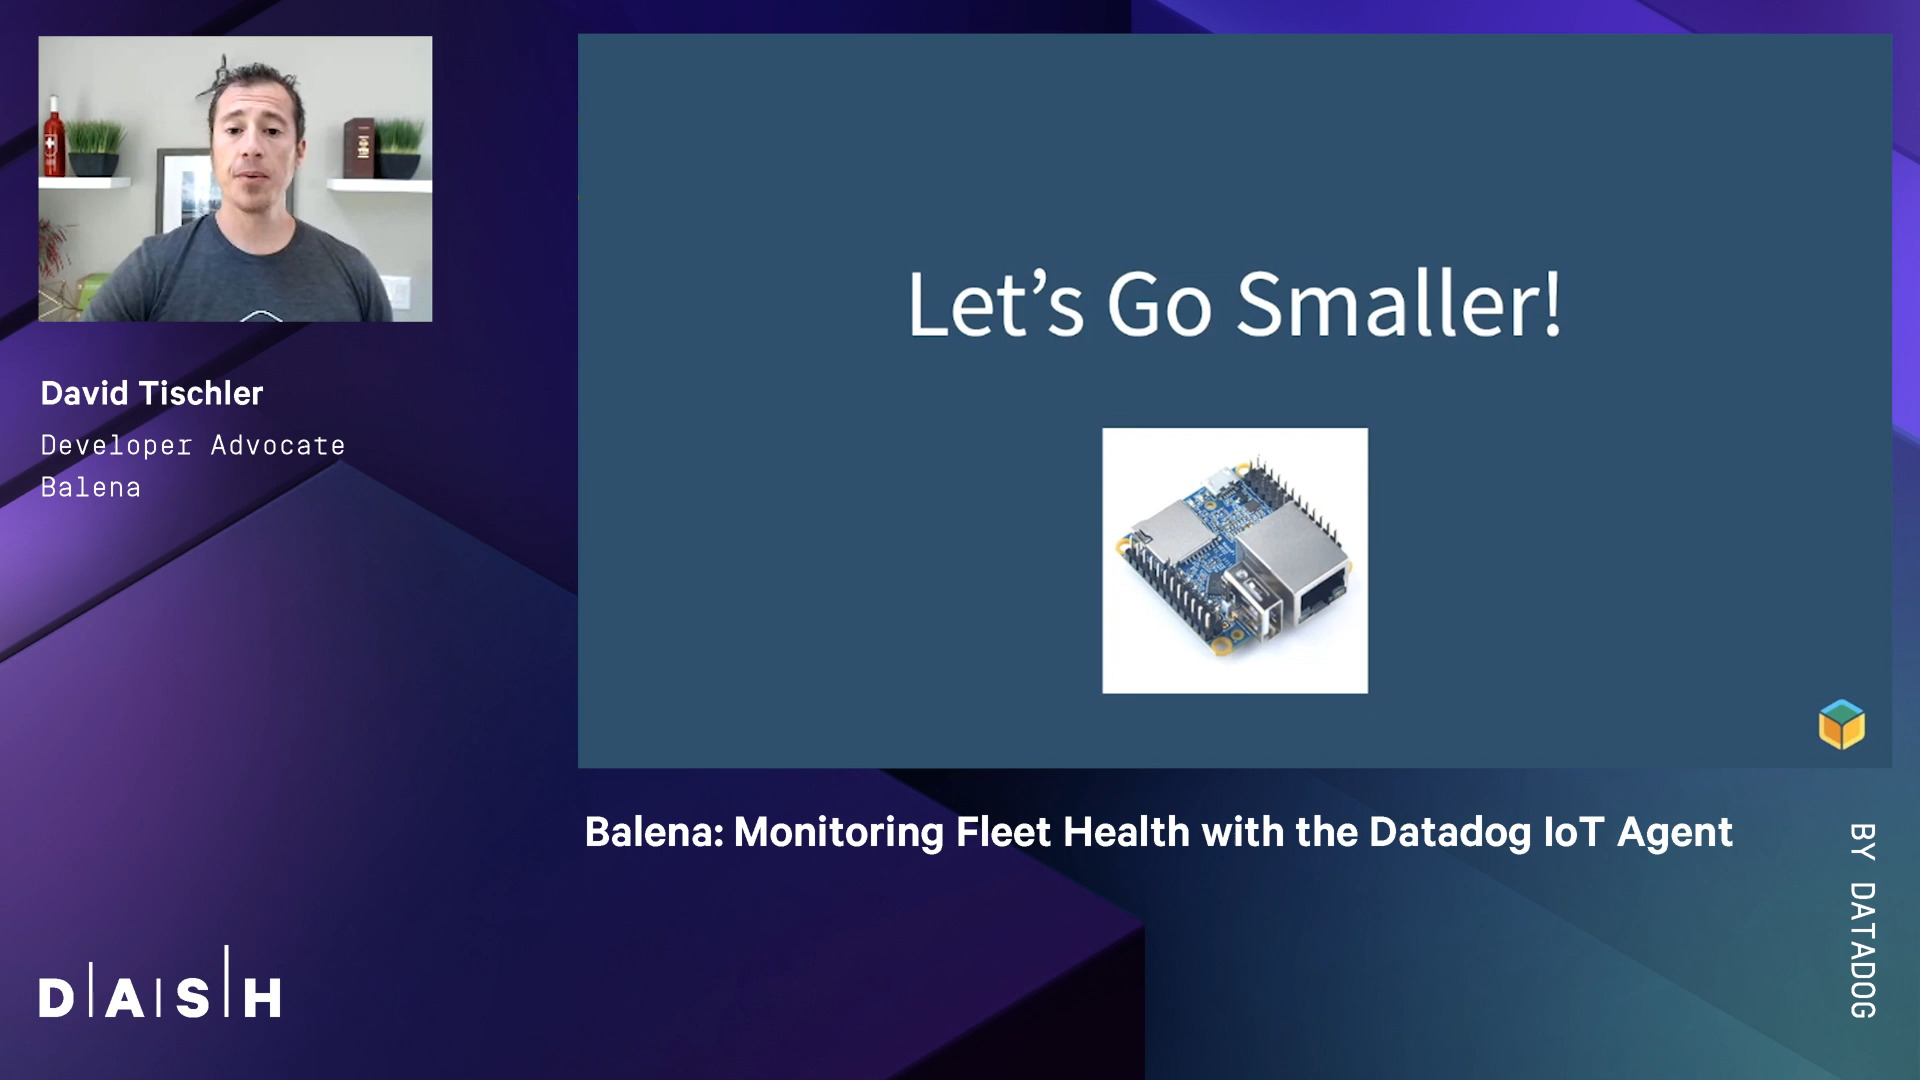 Let's Go Smaller!
David Tischler
Developer Advocate
Balena
Balena: Monitoring Fleet Health with the Datadog IoT Agent
DASH
BY DATADOG